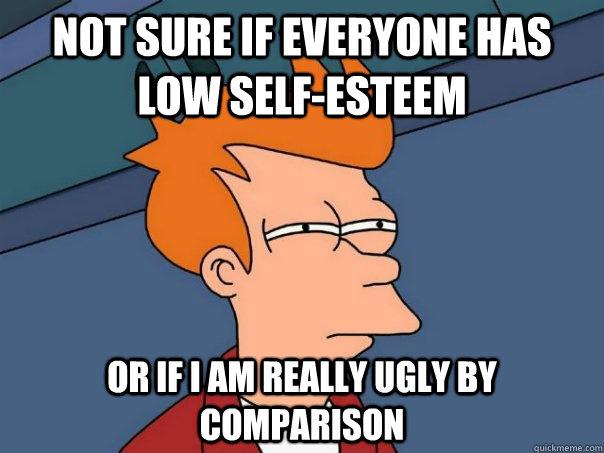 NOT SURE IF EVERYONE HAS
LOW SELF-ESTEEM
OR IF I AM REALLY UGLY BY
COMPARISON
quickmeme.com